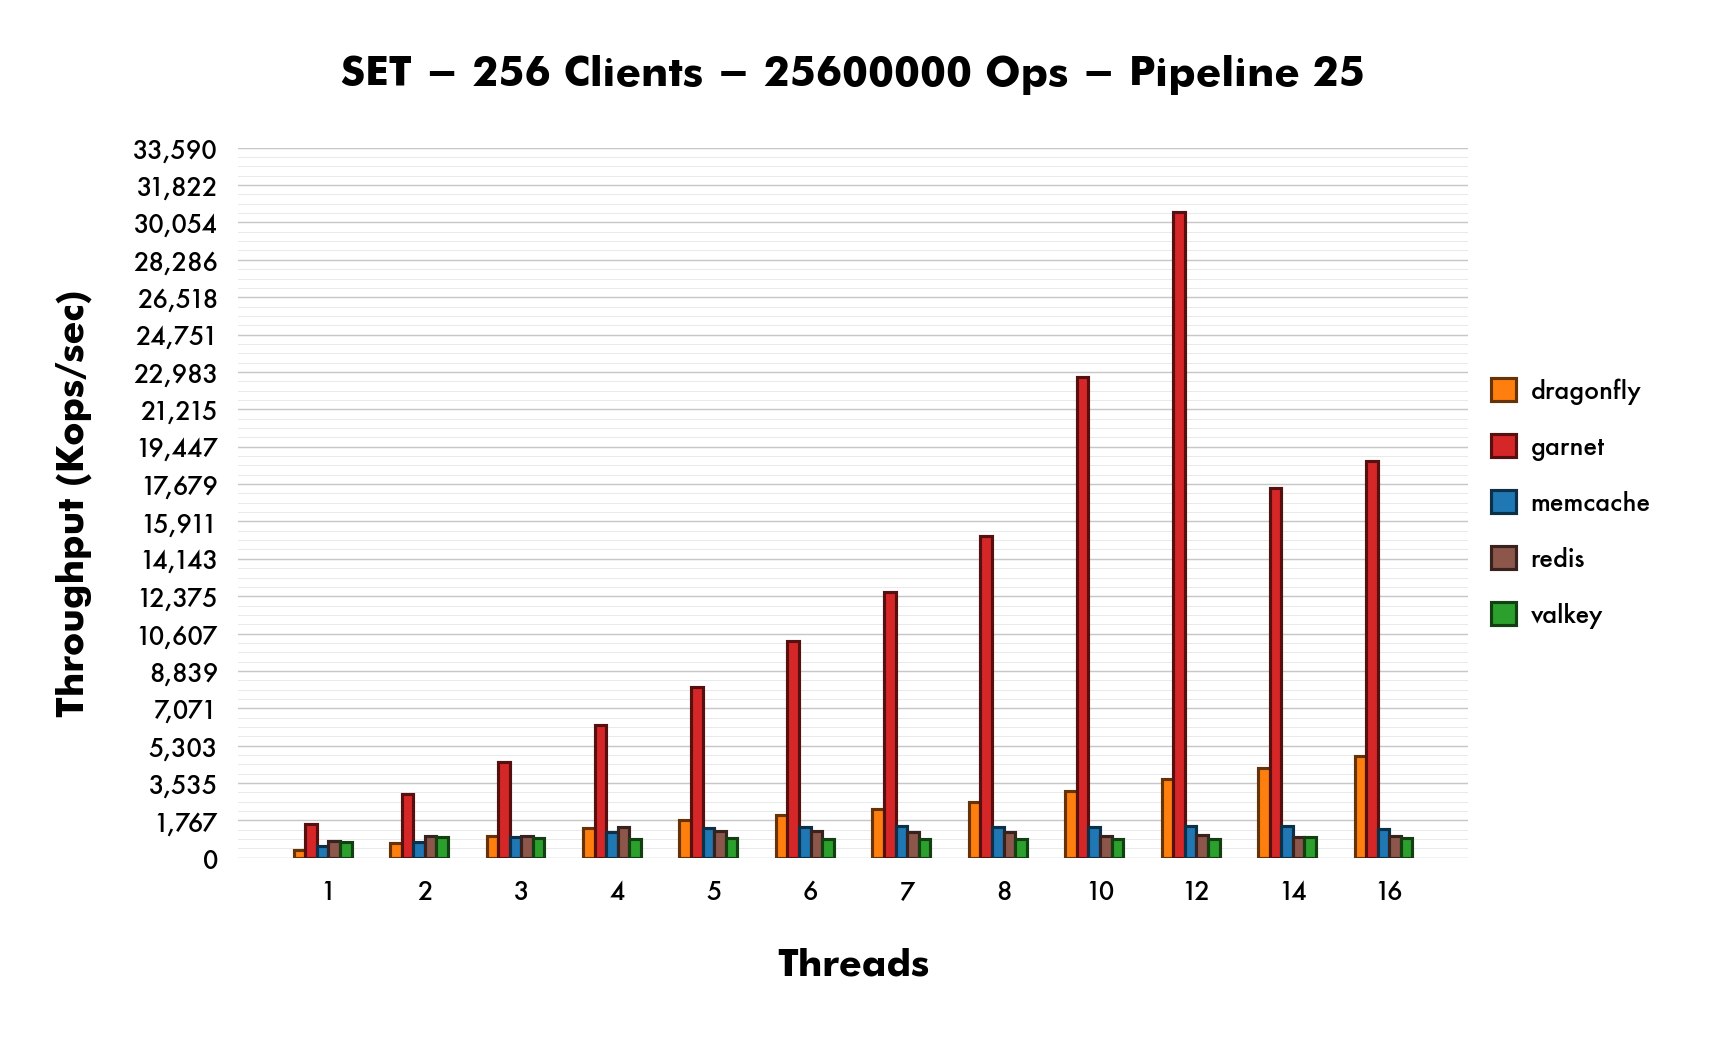 SET – 256 Clients – 25600000 Ops – Pipeline 25
Throughput (Kops/sec)
33,590
31,822
30,054
28,286
26,518
24,751
22,983
21,215
19,447
17,679
15,911
14,143
12,375
10,607
8,839
7,071
5,303
3,535
1,767
0
1 2 3 4 5 6 7 8 10 12 14 16
Threads
dragonfly
garnet
memcache
redis
valkey